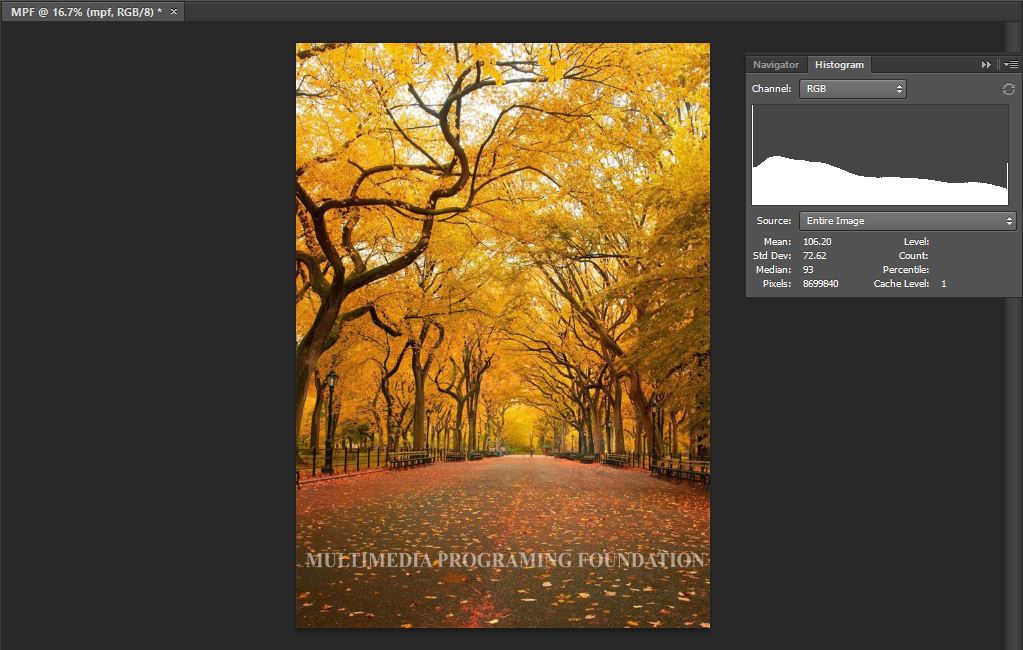 MPF @ 16.7% (mpf, RGB/8) * ×
Navigator Histogram
Channel: RGB
Source: Entire Image
Mean: 106.20 Level:
Std Dev: 72.62 Count:
Median: 93 Percentile:
Pixels: 8699840 Cache Level: 1
MULTIMEDIA PROGRAMING FOUNDATION